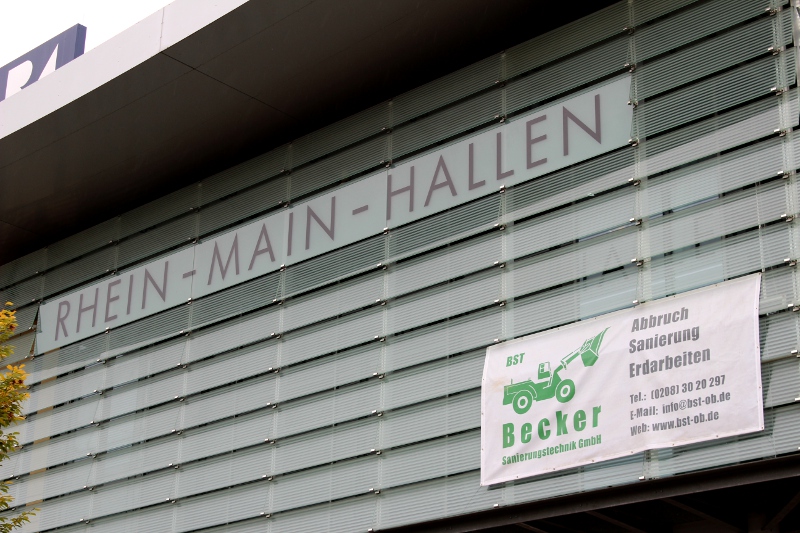 RHEIN-MAIN-HALLEN
BST
Becker
Sanierungstechnik GmbH
Abbruch
Sanierung
Erdarbeiten
Tel.: (0208) 30 20 297
E-Mail: info@bst-ob.de
Web: www.bst-ob.de